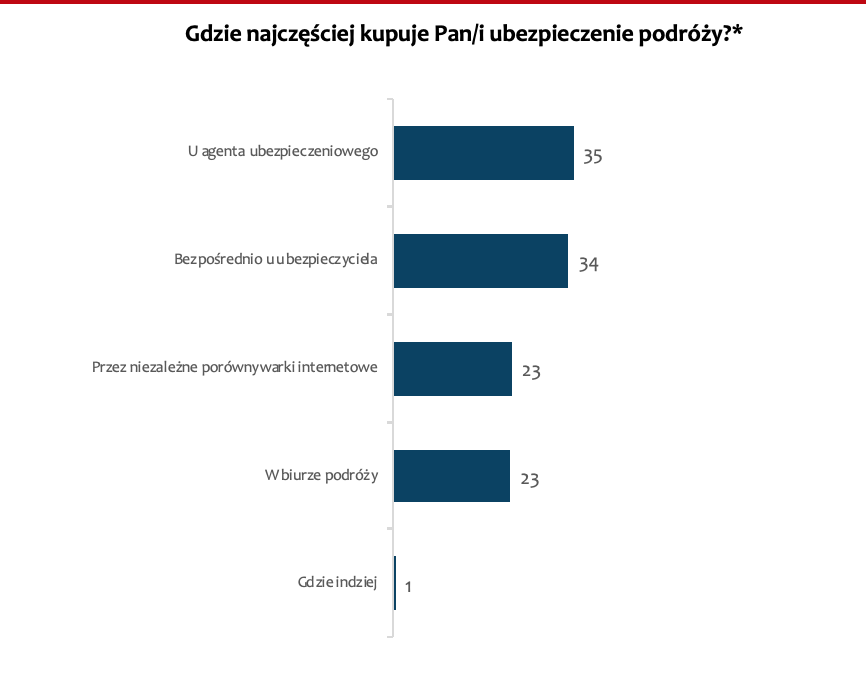 Gdzie najczęściej kupuje Pan/i ubezpieczenie podróży?*
U agenta ubezpieczeniowego
35
Bezpośrednio u ubezpieczyciela
34
Przez niezależne porównywarki internetowe
23
W biurze podróży
23
Gdzie indziej
1